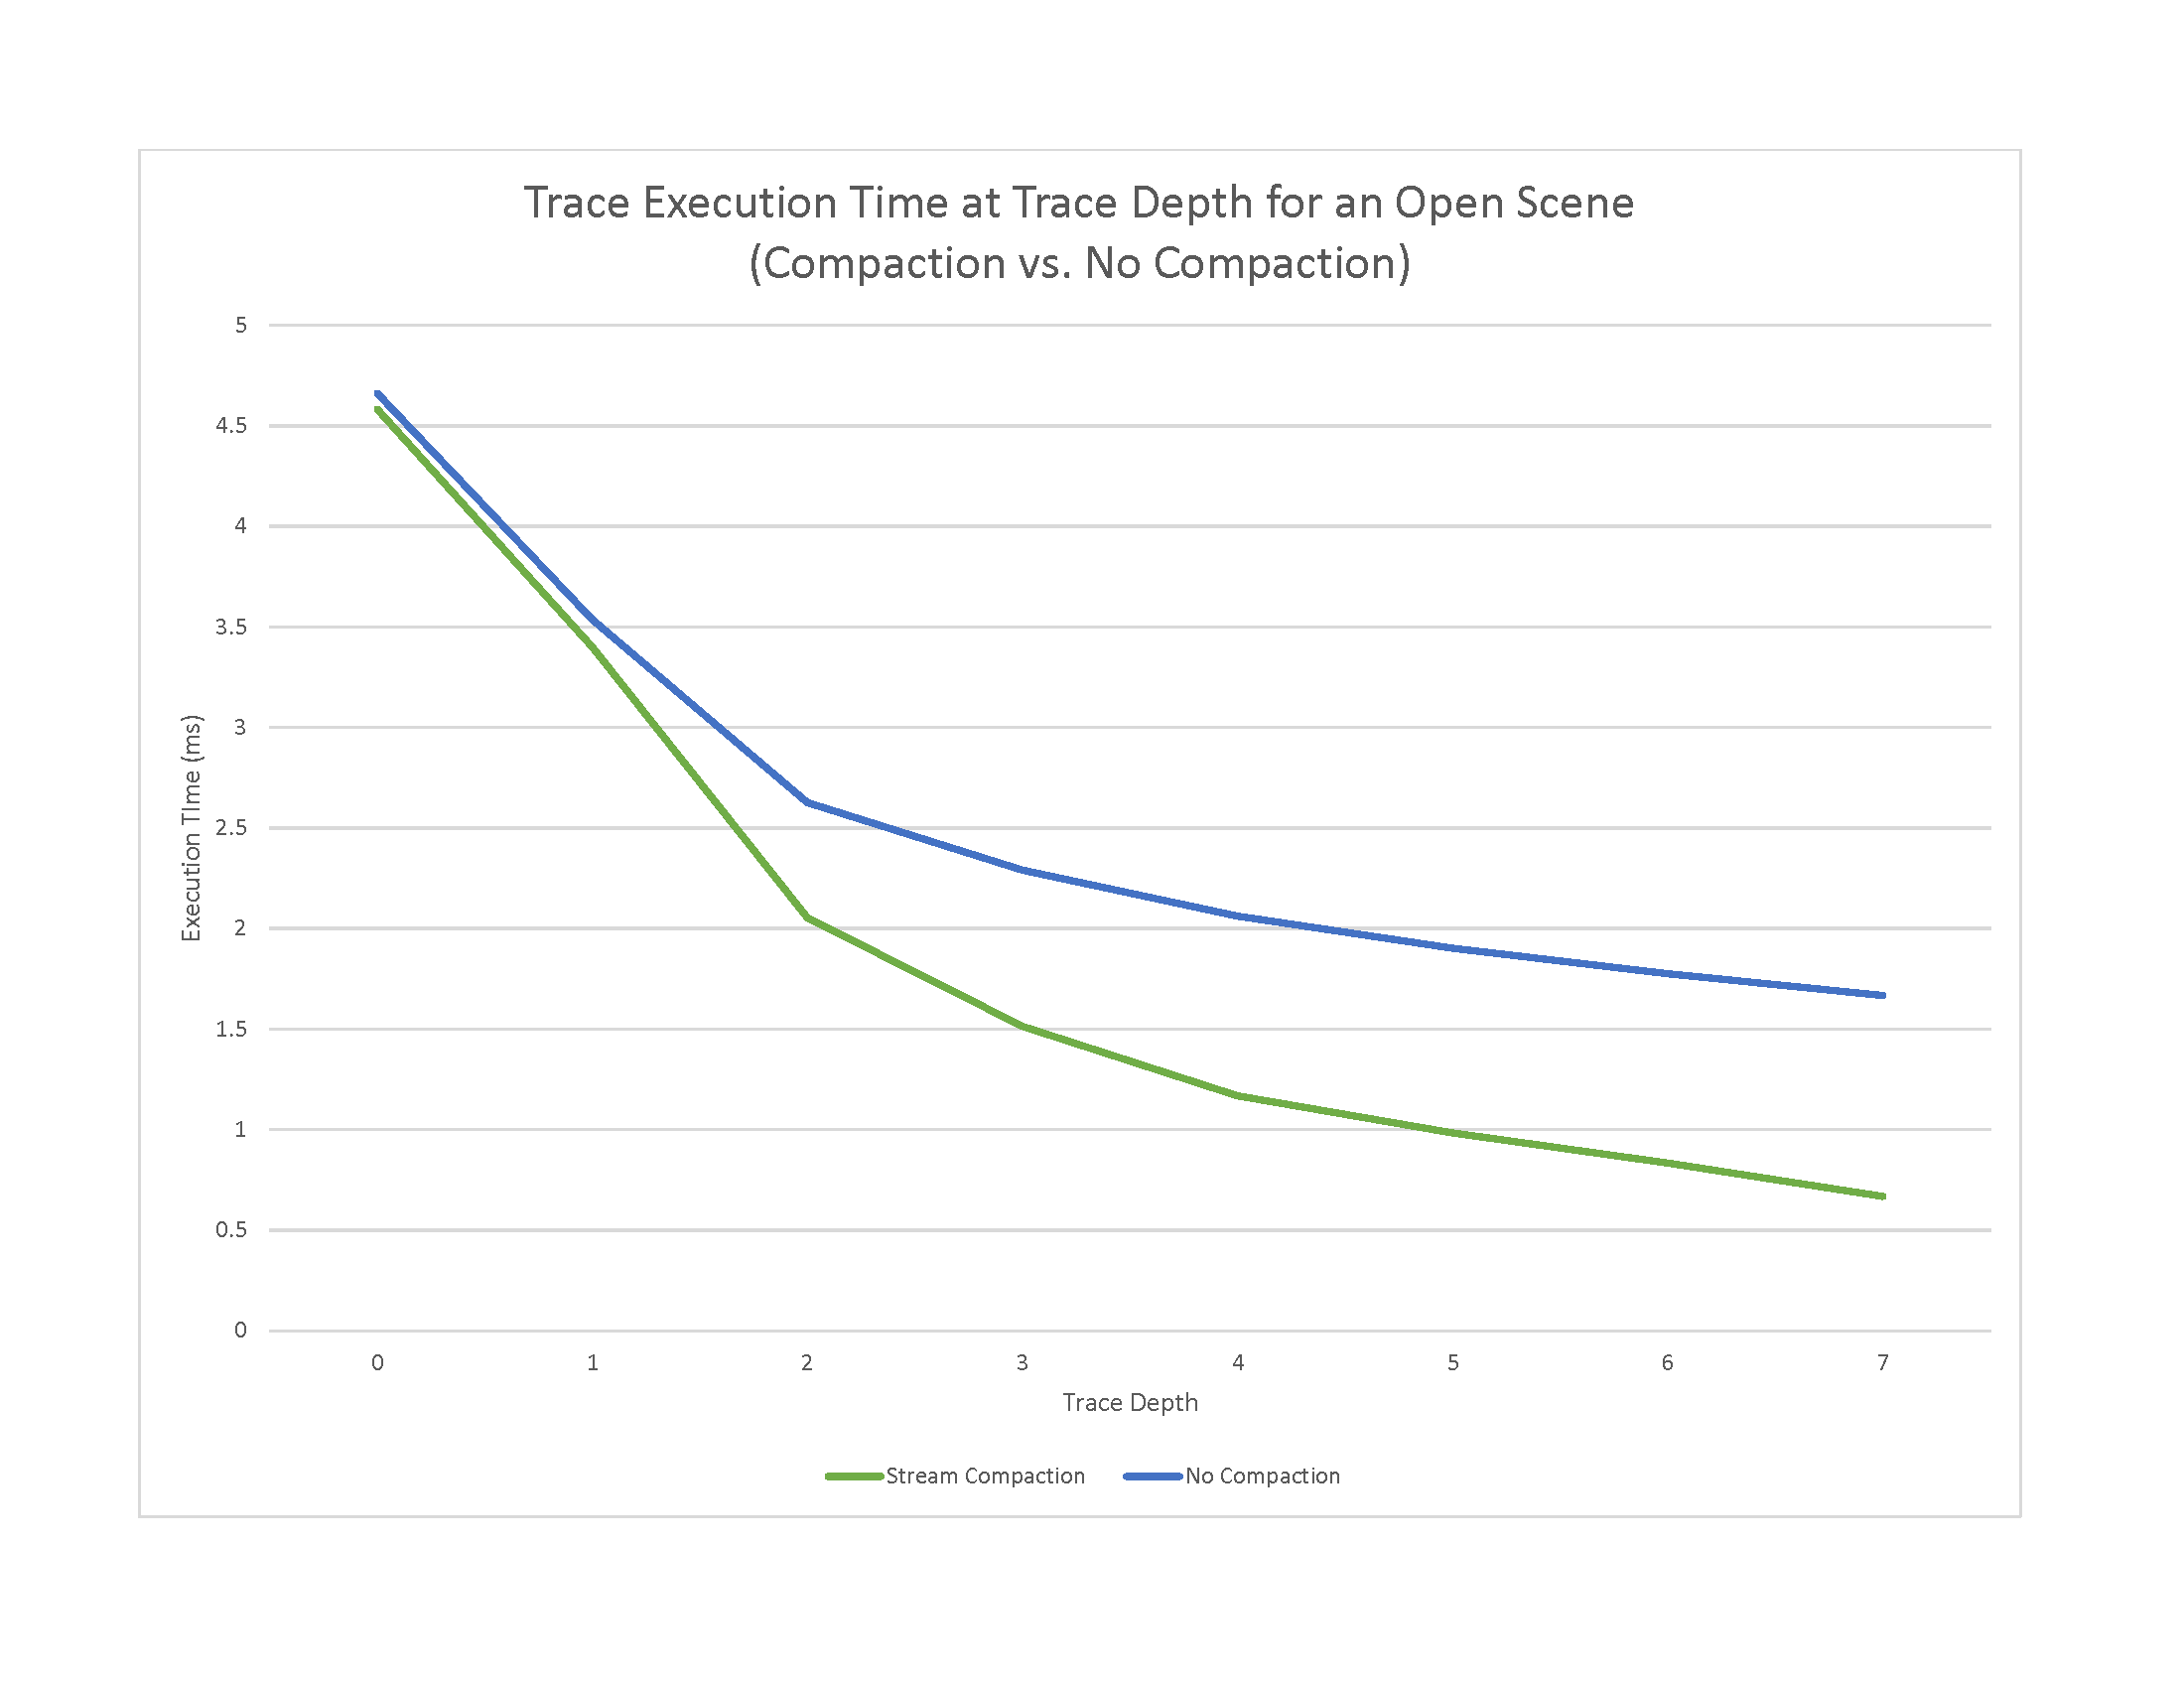 Trace Execution Time at Trace Depth for an Open Scene
(Compaction vs. No Compaction)
5
4.5
4
3.5
3
2.5
2
1.5
1
0.5
0
Execution TIme (ms)
0 1 2 3 4 5 6 7
Trace Depth
Stream Compaction No Compaction